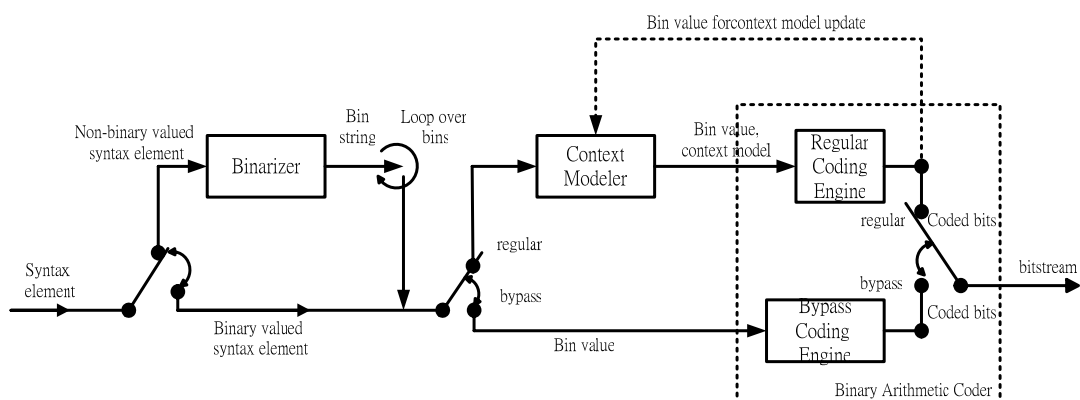 Bin value forcontext model update
Non-binary valued
syntax element
Binarizer
Bin
string
Loop over
bins
Context
Modeler
Bin value,
context model
Regular
Coding
Engine
regular
Coded bits
Syntax
element
regular
bypass
bypass
Coded bits
bitstream
Binary valued
syntax element
Bin value
Bypass
Coding
Engine
Binary Arithmetic Coder